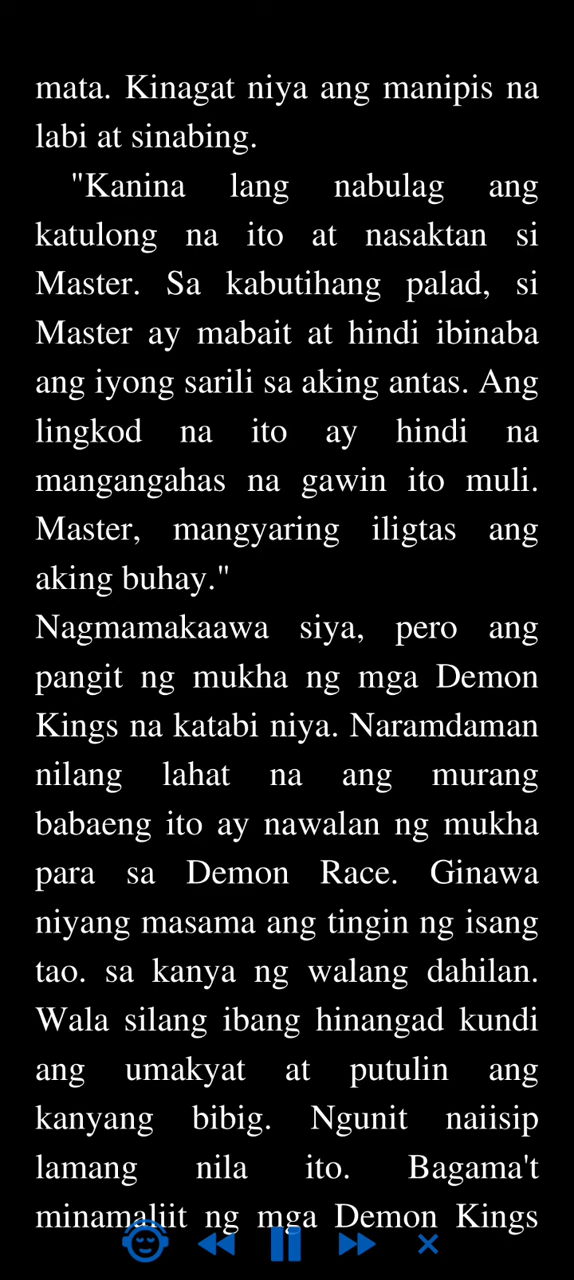 mata. Kinagat niya ang manipis na
labi at sinabing.
"Kanina lang nabulag ang
katulong na ito at nasaktan si
Master. Sa kabutihang palad, si
Master ay mabait at hindi ibinaba
ang iyong sarili sa aking antas. Ang
lingkod na ito ay hindi na
mangangahas na gawin ito muli.
Master, mangyaring iligtas ang
aking buhay."
Nagmamakaawa siya, pero ang
pangit ng mukha ng mga Demon
Kings na katabi niya. Naramdaman
nilang lahat na ang murang
babaeng ito ay nawalan ng mukha
para sa Demon Race. Ginawa
niyang masama ang tingin ng isang
tao. sa kanya ng walang dahilan.
Wala silang ibang hinangad kundi
ang umakyat at putulin ang
kanyang bibig. Ngunit naiisip
lamang nila ito. Bagama't
minamaliit ng mga Demon Kings